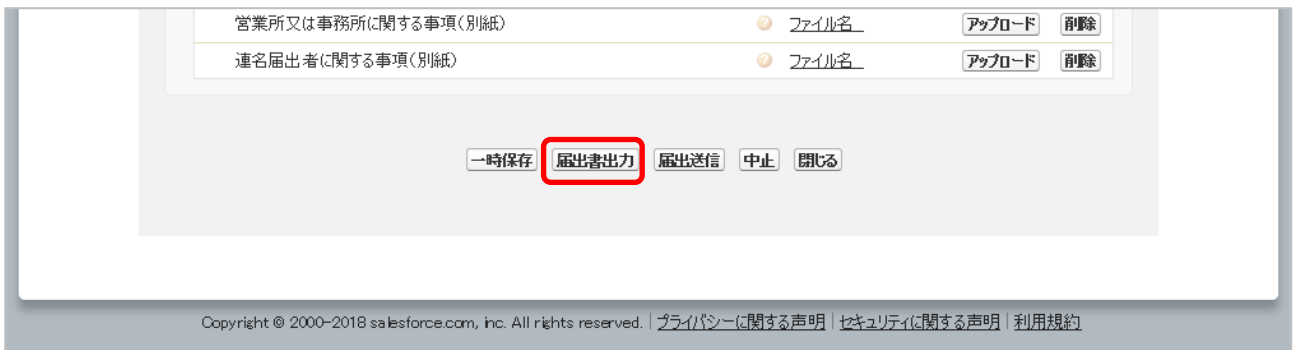 営業所又は事務所に関する事項(別紙) ? ファイル名 アップロード 削除
連名届出者に関する事項(別紙) ? ファイル名 アップロード 削除
一時保存 届出書出力 届出送信 中止 閉じる
Copyright © 2000-2018 salesforce.com, inc. All rights reserved. | プライバシーに関する声明 | セキュリティに関する声明 | 利用規約